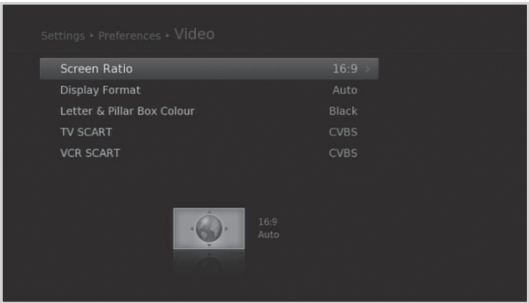 Settings • Preferences • Video
Screen Ratio 16:9 >
Display Format Auto
Letter & Pillar Box Colour Black
TV SCART CVBS
VCR SCART CVBS
16:9
Auto